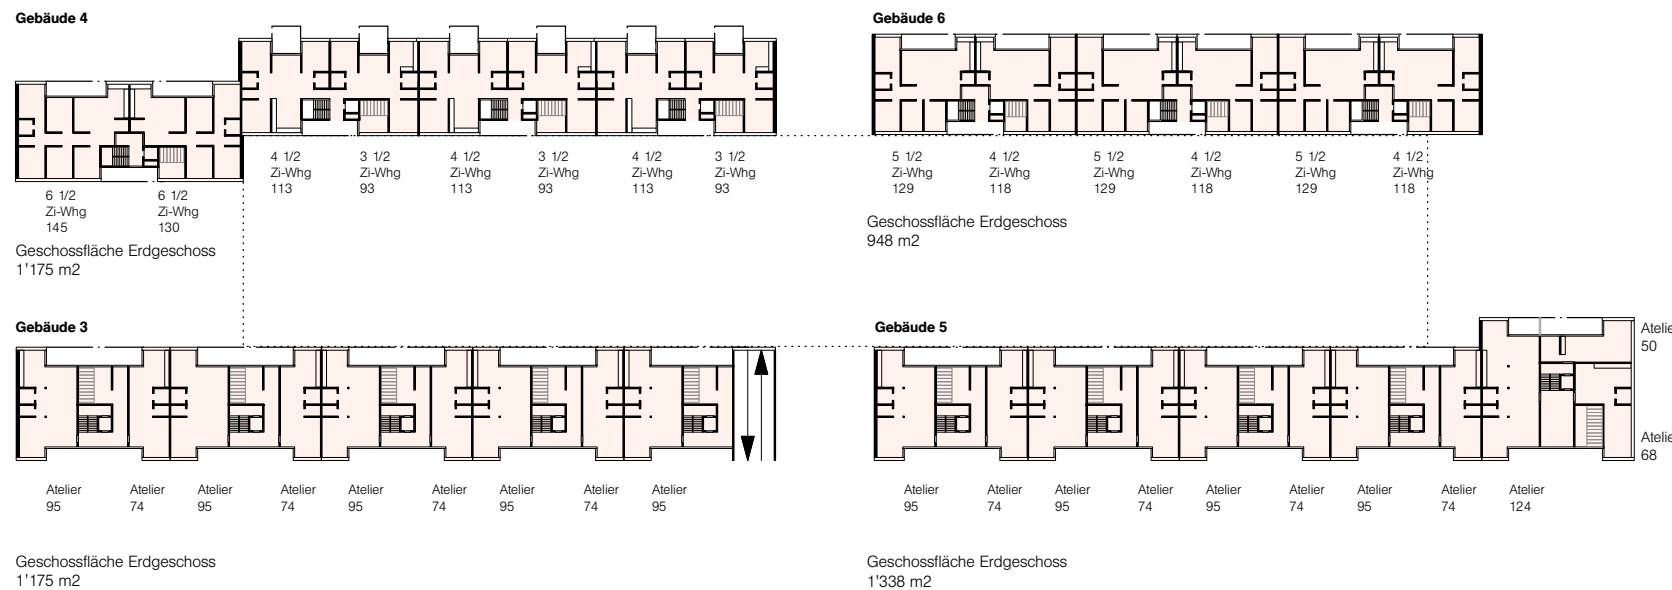 Gebäude 4
4 1/2
Zi-Whg
113
3 1/2
Zi-Whg
93
4 1/2
Zi-Whg
113
3 1/2
Zi-Whg
93
4 1/2
Zi-Whg
113
3 1/2
Zi-Whg
93
6 1/2
Zi-Whg
145
6 1/2
Zi-Whg
130
Geschossfläche Erdgeschoss
1'175 m2
Gebäude 6
5 1/2
Zi-Whg
129
4 1/2
Zi-Whg
118
5 1/2
Zi-Whg
129
4 1/2
Zi-Whg
118
5 1/2
Zi-Whg
129
4 1/2
Zi-Whg
118
Geschossfläche Erdgeschoss
948 m2
Gebäude 3
Atelier
95
Atelier
74
Atelier
95
Atelier
74
Atelier
95
Atelier
74
Atelier
95
Atelier
74
Atelier
95
Geschossfläche Erdgeschoss
1'175 m2
Gebäude 5
Atelie
50
Atelie
68
Atelier
95
Atelier
74
Atelier
95
Atelier
74
Atelier
95
Atelier
74
Atelier
95
Atelier
74
Atelier
124
Geschossfläche Erdgeschoss
1'338 m2